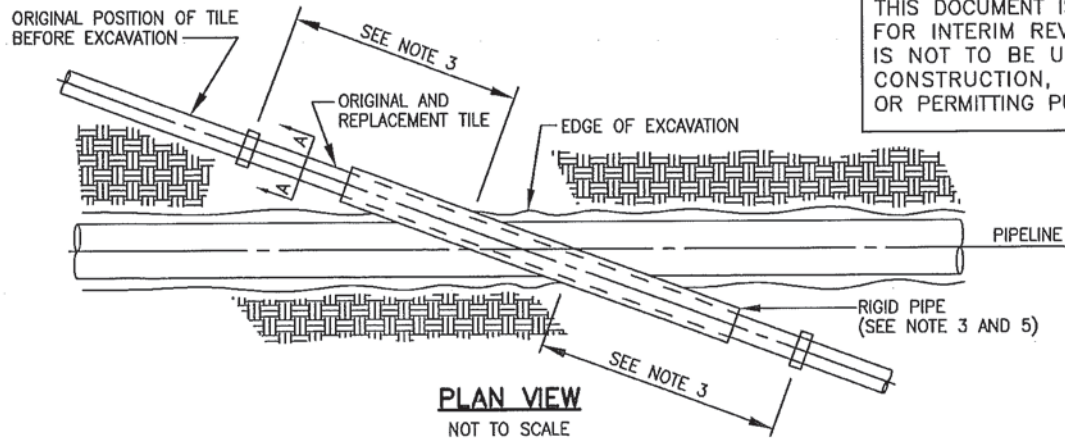 THIS DOCUMENT IS
FOR INTERIM REV
IS NOT TO BE U
CONSTRUCTION,
OR PERMITTING PU
ORIGINAL POSITION OF TILE
BEFORE EXCAVATION
SEE NOTE 3
ORIGINAL AND
REPLACEMENT TILE
EDGE OF EXCAVATION
A
A
PIPELINE
RIGID PIPE
(SEE NOTE 3 AND 5)
SEE NOTE 3
PLAN VIEW
NOT TO SCALE